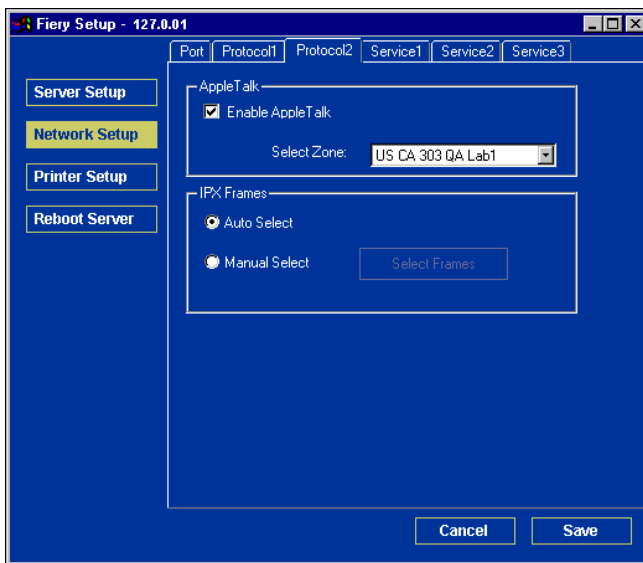 Fiery Setup - 127.0.01
Port Protocol1 Protocol2 Service1 Service2 Service3
Server Setup
Network Setup
Printer Setup
Reboot Server
AppleTalk
Enable AppleTalk
Select Zone: US CA 303 QA Lab1
IPX Frames
Auto Select
Manual Select Select Frames
Cancel Save